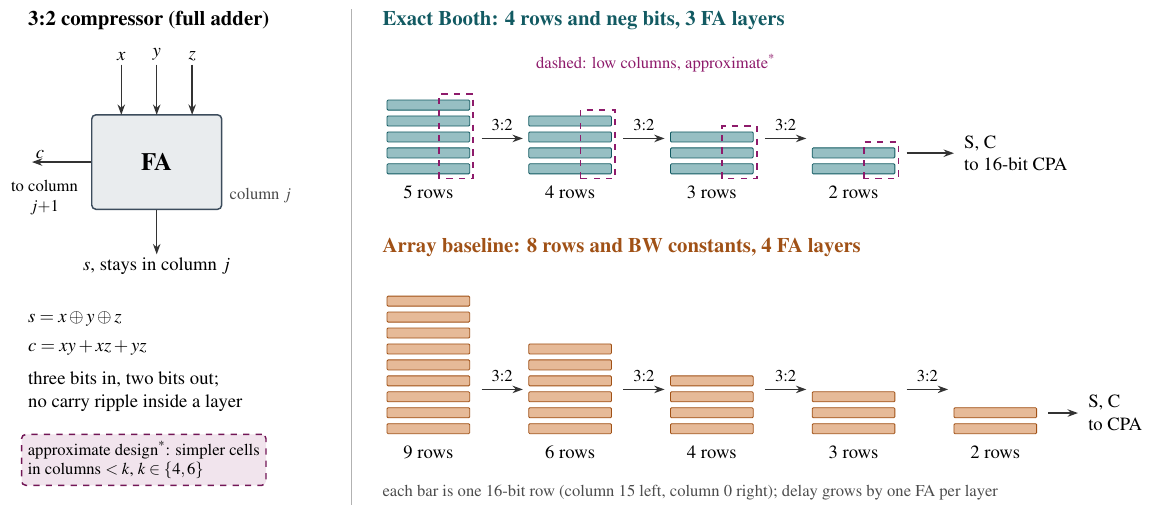 3:2 compressor (full adder)
x y z
FA
c
to column
j+1
column j
s, stays in column j
s = x ⊕ y ⊕ z
c = xy + xz + yz
three bits in, two bits out;
no carry ripple inside a layer
approximate design*: simpler cells
in columns < k, k ∈ {4,6}
Exact Booth: 4 rows and neg bits, 3 FA layers
dashed: low columns, approximate*
3:2 3:2 3:2
S, C
to 16-bit CPA
5 rows 4 rows 3 rows 2 rows
Array baseline: 8 rows and BW constants, 4 FA layers
3:2 3:2 3:2 3:2
S, C
to CPA
9 rows 6 rows 4 rows 3 rows 2 rows
each bar is one 16-bit row (column 15 left, column 0 right); delay grows by one FA per layer